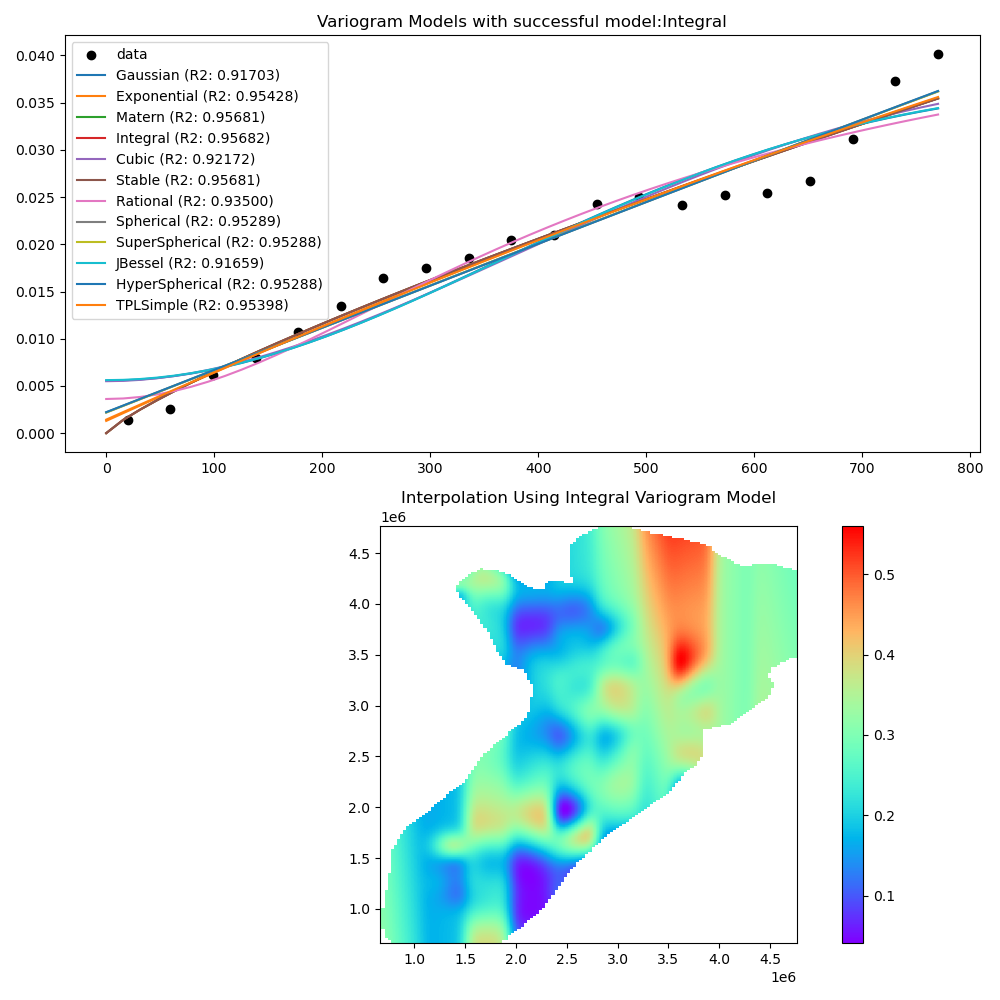 Variogram Models with successful model:Integral
0.040
0.035
0.030
0.025
0.020
0.015
0.010
0.005
0.000
data
Gaussian (R2: 0.91703)
Exponential (R2: 0.95428)
Matern (R2: 0.95681)
Integral (R2: 0.95682)
Cubic (R2: 0.92172)
Stable (R2: 0.95681)
Rational (R2: 0.93500)
Spherical (R2: 0.95289)
SuperSpherical (R2: 0.95288)
JBessel (R2: 0.91659)
HyperSpherical (R2: 0.95288)
TPLSimple (R2: 0.95398)
0 100 200 300 400 500 600 700 800
Interpolation Using Integral Variogram Model
1e6
4.5
4.0
3.5
3.0
2.5
2.0
1.5
1.0
1.0 1.5 2.0 2.5 3.0 3.5 4.0 4.5
1e6
0.5
0.4
0.3
0.2
0.1